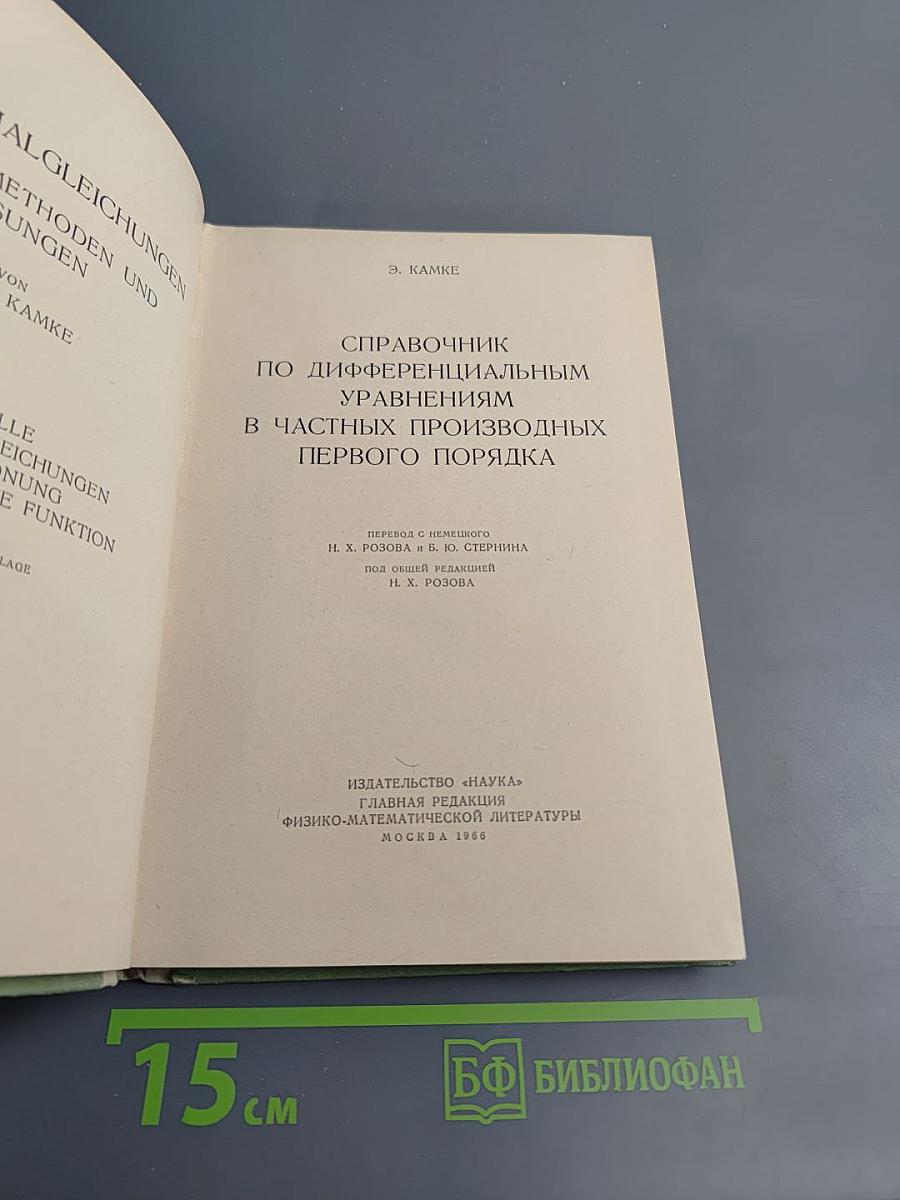 IALGLEICHUNGEN
METHODEN UND
SUNGEN
VON
KAMKE
LLE
LEICHUNGEN
DNUNG
E FUNKTION
LAGE
Э. КАМКЕ
СПРАВОЧНИК
ПО ДИФФЕРЕНЦИАЛЬНЫМ
УРАВНЕНИЯМ
В ЧАСТНЫХ ПРОИЗВОДНЫХ
ПЕРВОГО ПОРЯДКА
ПЕРЕВОД С НЕМЕЦКОГО
Н. Х. РОЗОВА и Б. Ю. СТЕРНИНА
ПОД ОБЩЕЙ РЕДАКЦИЕЙ
Н. Х. РОЗОВА
ИЗДАТЕЛЬСТВО «НАУКА»
ГЛАВНАЯ РЕДАКЦИЯ
ФИЗИКО-МАТЕМАТИЧЕСКОЙ ЛИТЕРАТУРЫ
МОСКВА 1966
15 см
БФ БИБЛИОФАН